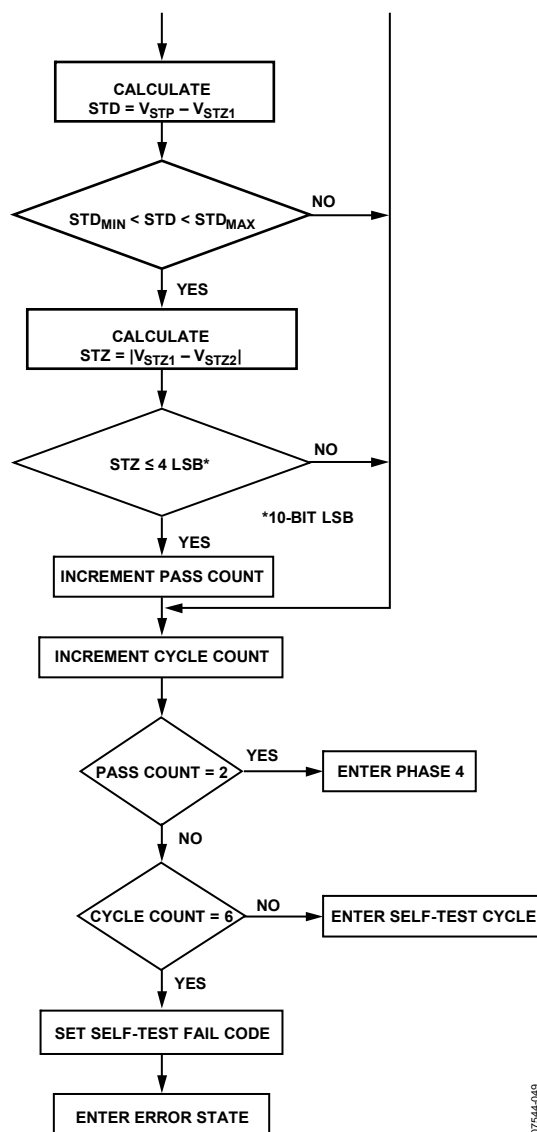 CALCULATE
STD = VSTP – VSTZ1
STDMIN < STD < STDMAX
NO
YES
CALCULATE
STZ = |VSTZ1 – VSTZ2|
STZ ≤ 4 LSB*
NO
*10-BIT LSB
YES
INCREMENT PASS COUNT
INCREMENT CYCLE COUNT
PASS COUNT = 2
YES
ENTER PHASE 4
NO
CYCLE COUNT = 6
NO
ENTER SELF-TEST CYCLE
YES
SET SELF-TEST FAIL CODE
ENTER ERROR STATE
07544-049